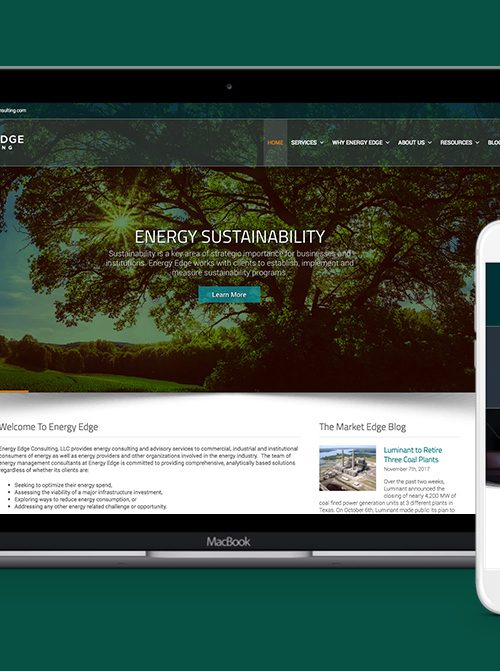 sulting.com
DGE
NG
HOME SERVICES WHY ENERGY EDGE ABOUT US RESOURCES BLO
ENERGY SUSTAINABILITY
Sustainability is a key area of strategic importance for businesses and
institutions. Energy Edge works with clients to establish, implement and
measure sustainability programs.
Learn More
Welcome To Energy Edge
Energy Edge Consulting, LLC provides energy consulting and advisory services to commercial, industrial and institutional
consumers of energy as well as energy providers and other organizations involved in the energy industry. The team of
energy management consultants at Energy Edge is committed to providing comprehensive, analytically based solutions
regardless of whether its clients are:
• Seeking to optimize their energy spend,
• Assessing the viability of a major infrastructure investment,
• Exploring ways to reduce energy consumption, or
• Addressing any other energy related challenge or opportunity.
The Market Edge Blog
Luminant to Retire
Three Coal Plants
November 7th, 2017
Over the past two weeks,
Luminant announced the
closing of nearly 4,200 MW of
coal fired power generation units at 3 different plants in
Texas. On October 6th, Luminant made public its plan to
MacBook